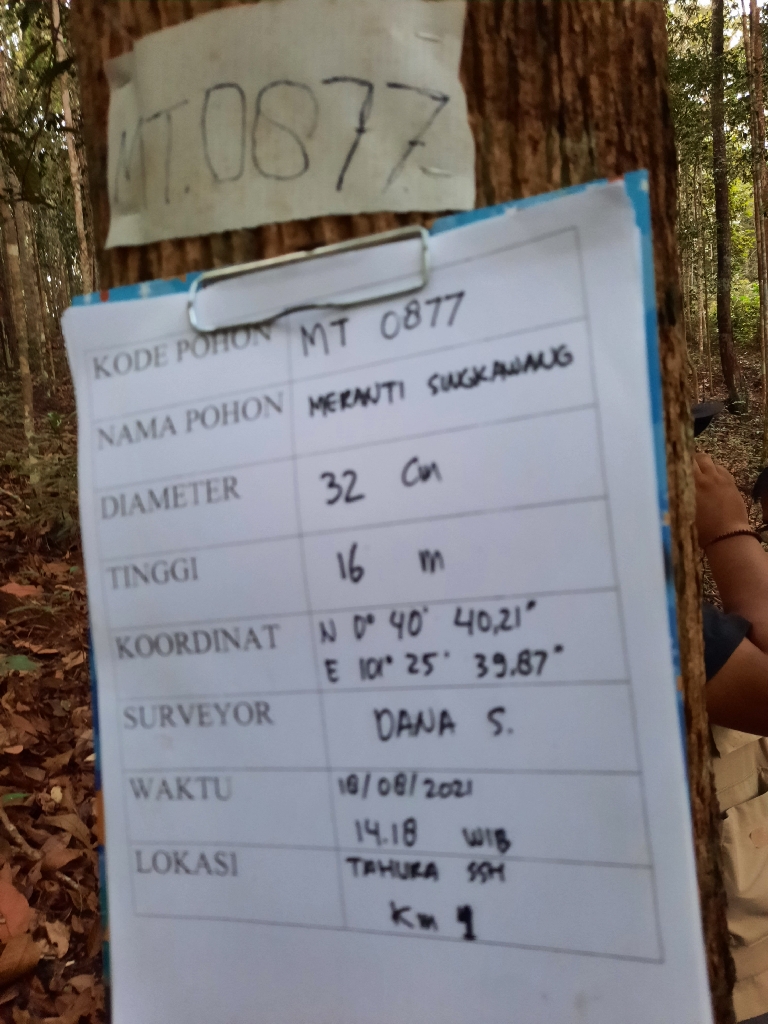 MT.0877
KODE POHON MT 0877
NAMA POHON MERANTI SINGKAWANG
DIAMETER 32 Cm
TINGGI 16 m
KOORDINAT N 0° 40' 40,21"
E 101° 25' 39.87"
SURVEYOR DANA S.
WAKTU 18/08/2021
14.18 WIB
LOKASI TAHURA SSH
Km 1